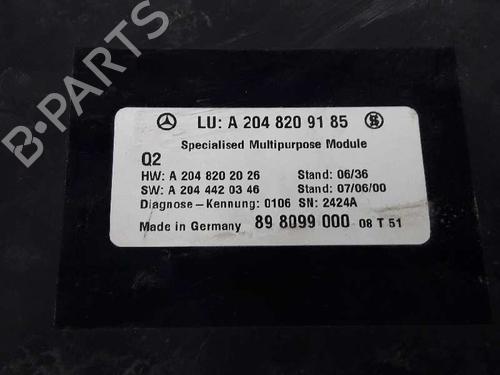 B-PARTS
LU: A 204 820 91 85
Specialised Multipurpose Module
Q2
HW: A 204 820 20 26 Stand: 06/36
SW: A 204 442 03 46 Stand: 07/06/00
Diagnose-Kennung: 0106 SN: 2424A
Made in Germany 89 8099 000 08 T 51